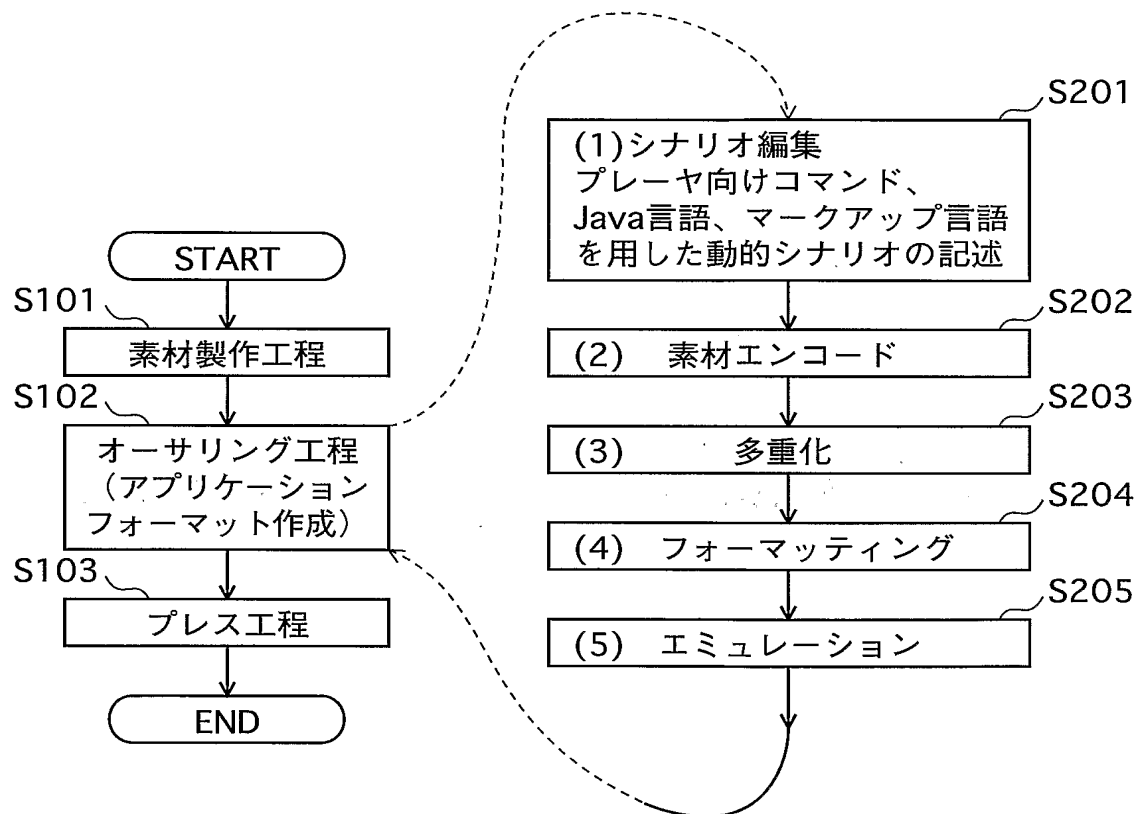 START
S101
素材製作工程
S102
オーサリング工程
（アプリケーション
フォーマット作成）
S103
プレス工程
END
S201
(1)シナリオ編集
プレーヤ向けコマンド、
Java言語、マークアップ言語
を用した動的シナリオの記述
S202
(2) 素材エンコード
S203
(3) 多重化
S204
(4) フォーマッティング
S205
(5) エミュレーション